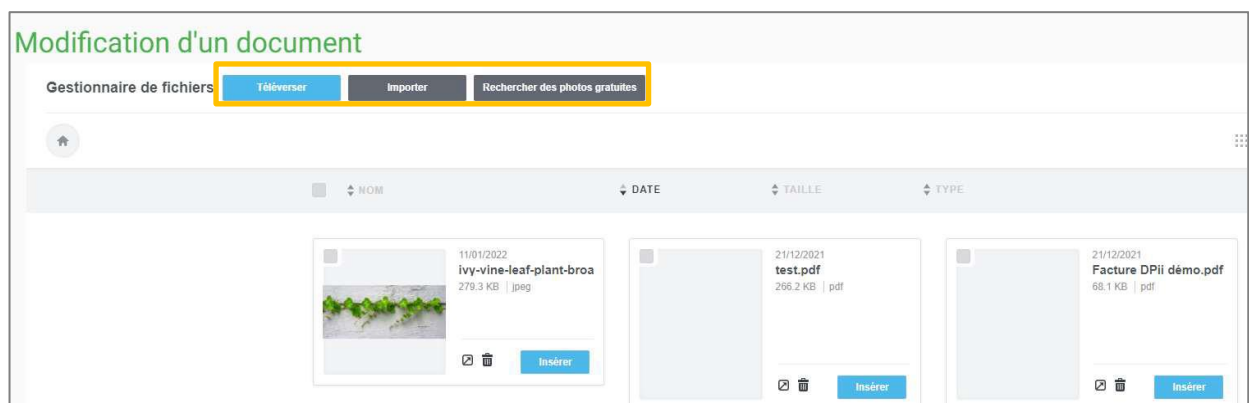 Modification d'un document
Gestionnaire de fichiers Téléverser Importer Rechercher des photos gratuites
NOM DATE TAILLE TYPE
11/01/2022
ivy-vine-leaf-plant-broa
279.3 KB | jpeg
Insérer
21/12/2021
test.pdf
266.2 KB | pdf
Insérer
21/12/2021
Facture DPii démo.pdf
68.1 KB | pdf
Insérer